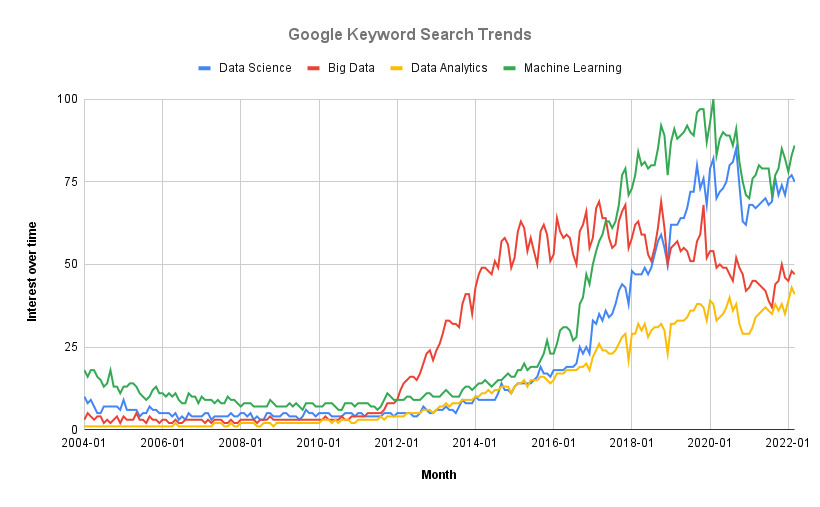 Google Keyword Search Trends
Data Science Big Data Data Analytics Machine Learning
100
75
50
25
0
2004-01 2006-01 2008-01 2010-01 2012-01 2014-01 2016-01 2018-01 2020-01 2022-01
Interest over time
Month